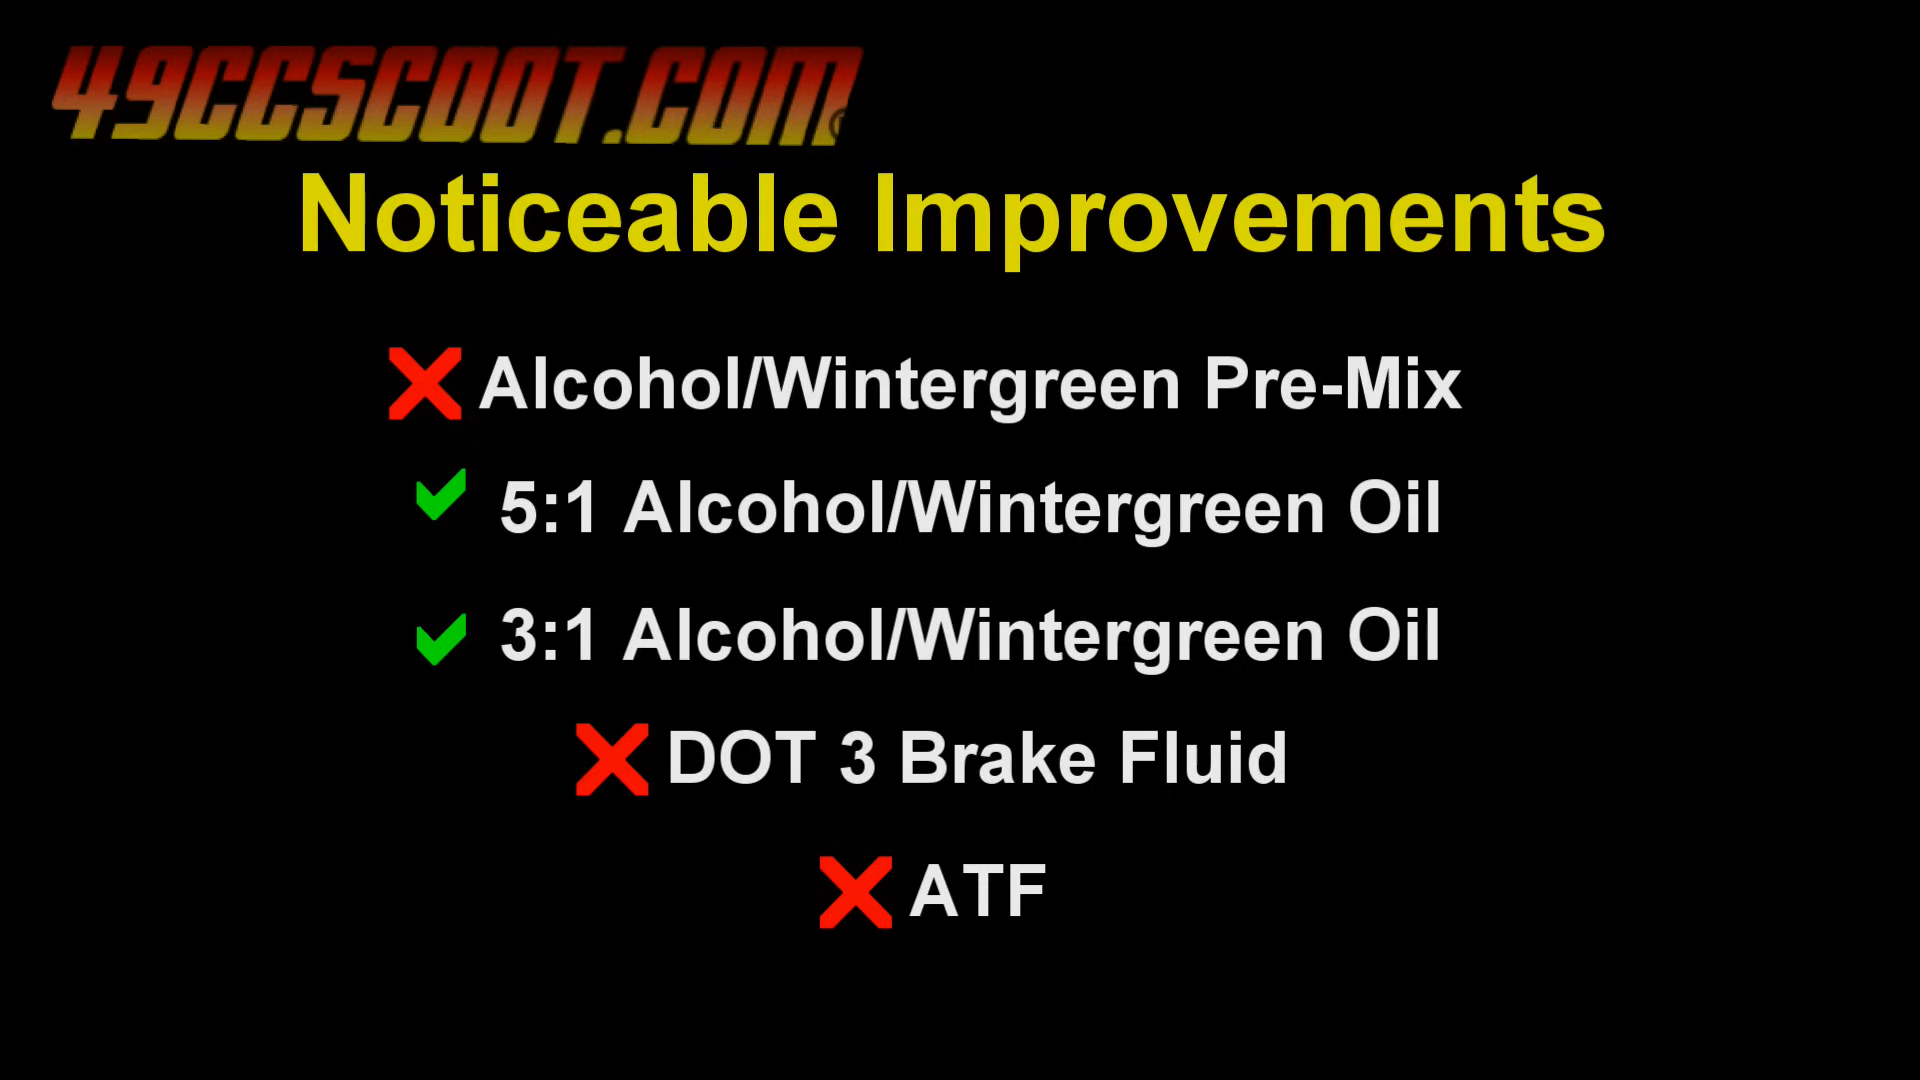 49CCSCOOT.COM
Noticeable Improvements
Alcohol/Wintergreen Pre-Mix
5:1 Alcohol/Wintergreen Oil
3:1 Alcohol/Wintergreen Oil
DOT 3 Brake Fluid
ATF